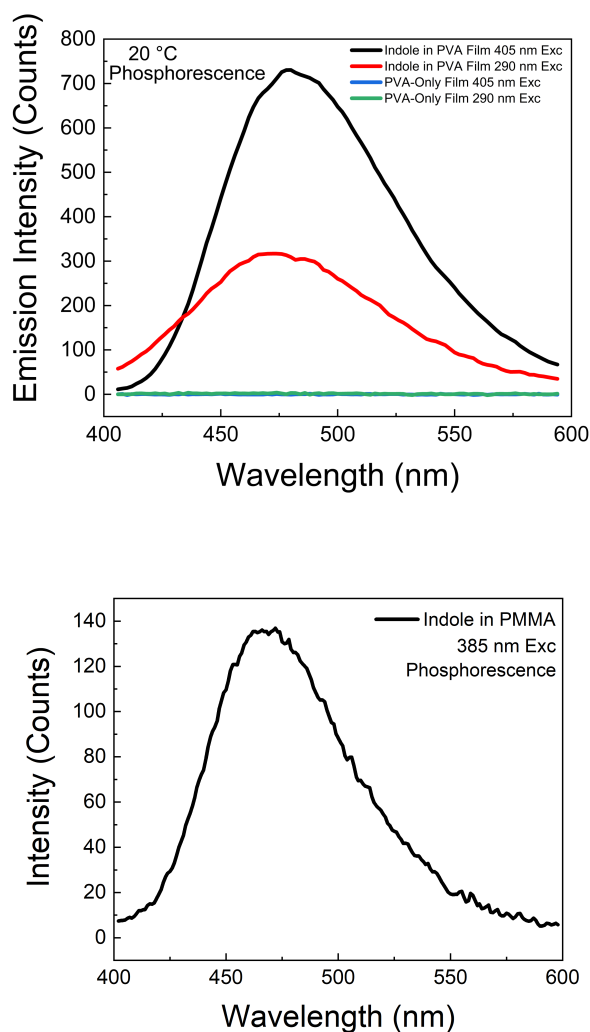 800
700
600
500
400
300
200
100
0
Emission Intensity (Counts)
20 °C
Phosphorescence
Indole in PVA Film 405 nm Exc
Indole in PVA Film 290 nm Exc
PVA-Only Film 405 nm Exc
PVA-Only Film 290 nm Exc
400 450 500 550 600
Wavelength (nm)
140
120
100
80
60
40
20
0
Intensity (Counts)
Indole in PMMA
385 nm Exc
Phosphorescence
400 450 500 550 600
Wavelength (nm)